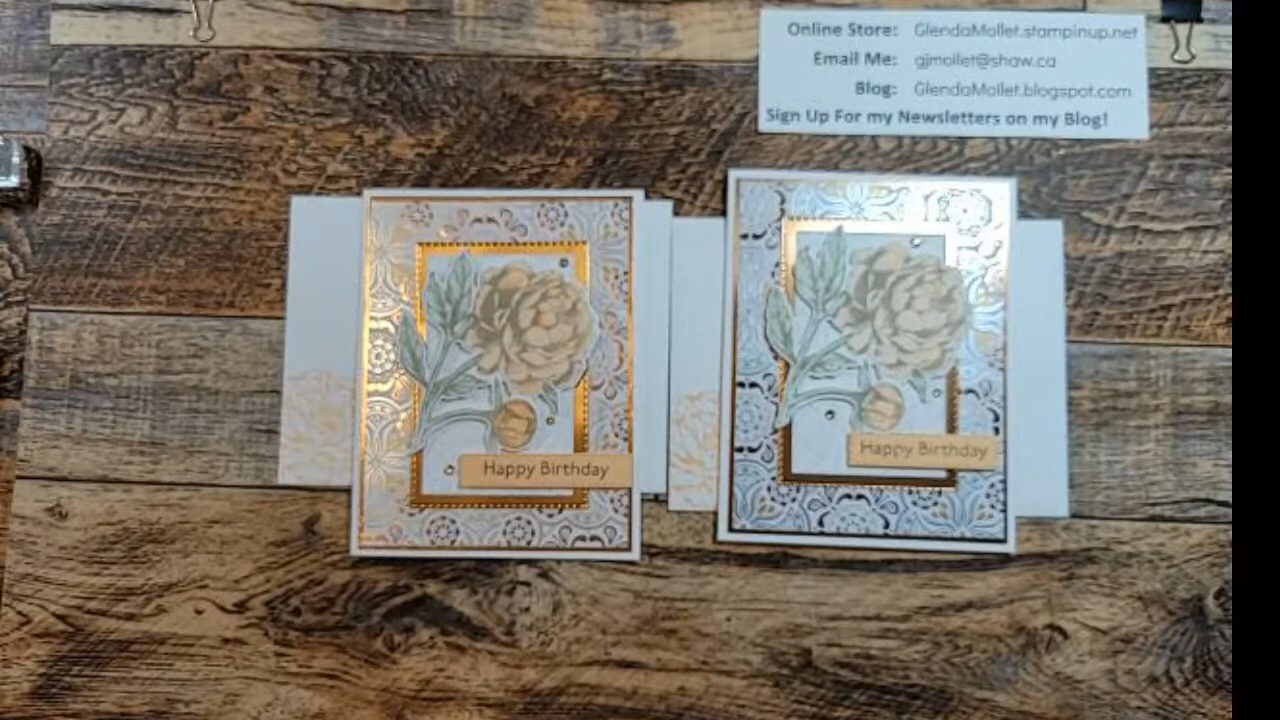 Online Store: GlendaMollet.stampinup.net
Email Me: gjmollet@shaw.ca
Blog: GlendaMollet.blogspot.com
Sign Up For my Newsletters on my Blog!
Happy Birthday
Happy Birthday